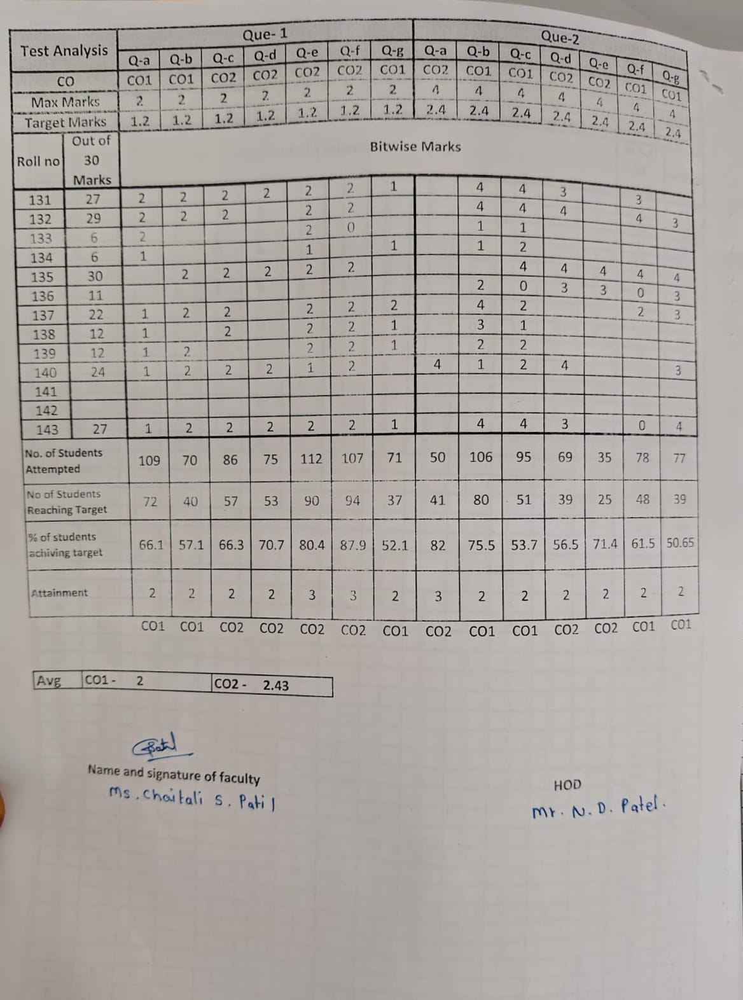 Test Analysis Que- 1 Que-2
Q-a Q-b Q-c Q-d Q-e Q-f Q-g Q-a Q-b Q-c Q-d Q-e Q-f Q-g
CO CO1 CO1 CO2 CO2 CO2 CO2 CO1 CO2 CO1 CO1 CO2 CO2 CO1 CO1
Max Marks 2 2 2 2 2 2 2 4 4 4 4 4 4 4
Target Marks 1.2 1.2 1.2 1.2 1.2 1.2 1.2 2.4 2.4 2.4 2.4 2.4 2.4 2.4
Roll no Out of 30 Marks Bitwise Marks
131 27 2 2 2 2 2 2 1 4 4 3 3
132 29 2 2 2 2 2 4 4 4 4 3
133 6 2 2 0 1 1
134 6 1 1 1 1 2
135 30 2 2 2 2 2 4 4 4 4 4
136 11 2 0 3 3 0 3
137 22 1 2 2 2 2 2 4 2 2 3
138 12 1 2 2 2 1 3 1
139 12 1 2 2 2 1 2 2
140 24 1 2 2 2 1 2 4 1 2 4 3
141
142
143 27 1 2 2 2 2 2 1 4 4 3 0 4
No. of Students Attempted 109 70 86 75 112 107 71 50 106 95 69 35 78 77
No of Students Reaching Target 72 40 57 53 90 94 37 41 80 51 39 25 48 39
% of students achiving target 66.1 57.1 66.3 70.7 80.4 87.9 52.1 82 75.5 53.7 56.5 71.4 61.5 50.65
Attainment 2 2 2 2 3 3 2 3 2 2 2 2 2 2
CO1 CO1 CO2 CO2 CO2 CO2 CO1 CO2 CO1 CO1 CO2 CO2 CO1 CO1
Avg CO1 - 2 CO2 - 2.43
Name and signature of faculty
Ms. Chaitali S. Patil
HOD
Mr. N. D. Patel.